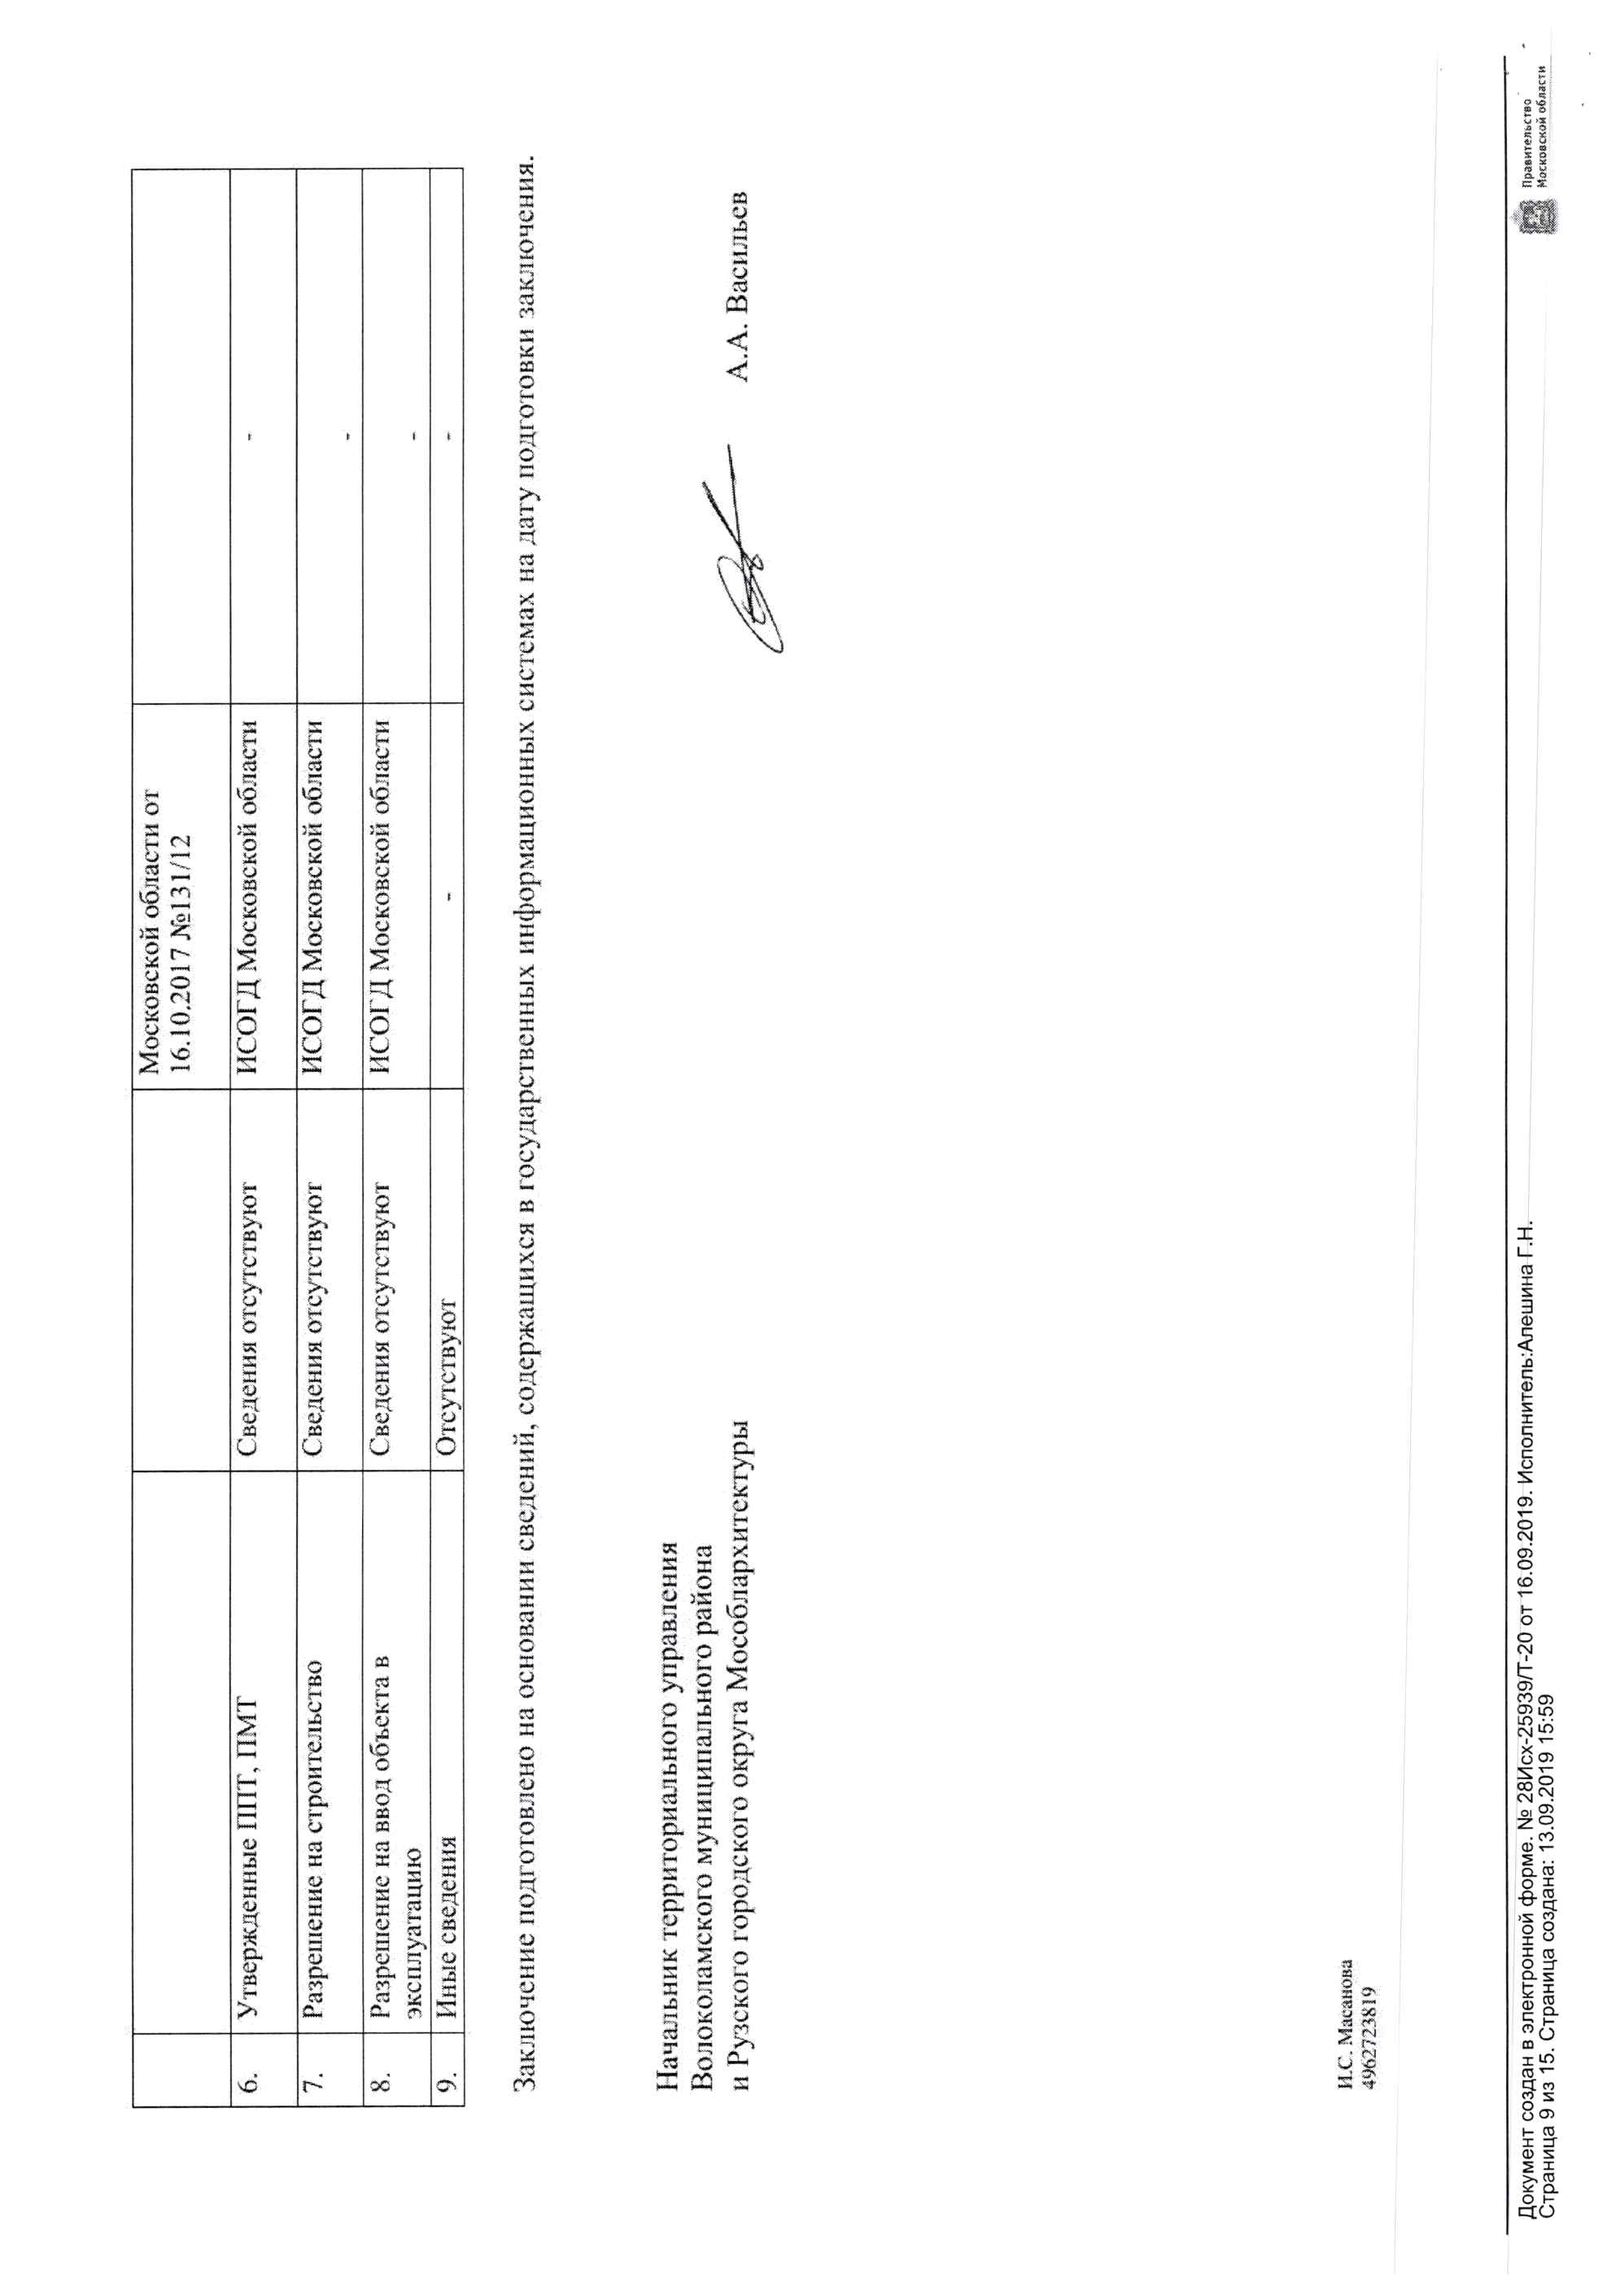 Московской области от
16.10.2017 №131/12
6. Утвержденные ППТ, ПМТ Сведения отсутствуют ИСОГД Московской области -
7. Разрешение на строительство Сведения отсутствуют ИСОГД Московской области -
8. Разрешение на ввод объекта в Сведения отсутствуют ИСОГД Московской области -
эксплуатацию
9. Иные сведения Отсутствуют - -
Заключение подготовлено на основании сведений, содержащихся в государственных информационных системах на дату подготовки заключения.
Начальник территориального управления
Волоколамского муниципального района
и Рузского городского округа Мособлархитектуры А.А. Васильев
И.С. Масанова
4962723819
Документ создан в электронной форме. № 28Исх-25939/Т-20 от 16.09.2019. Исполнитель:Алешина Г.Н.
Страница 9 из 15. Страница создана: 13.09.2019 15:59
Правительство
Московской области